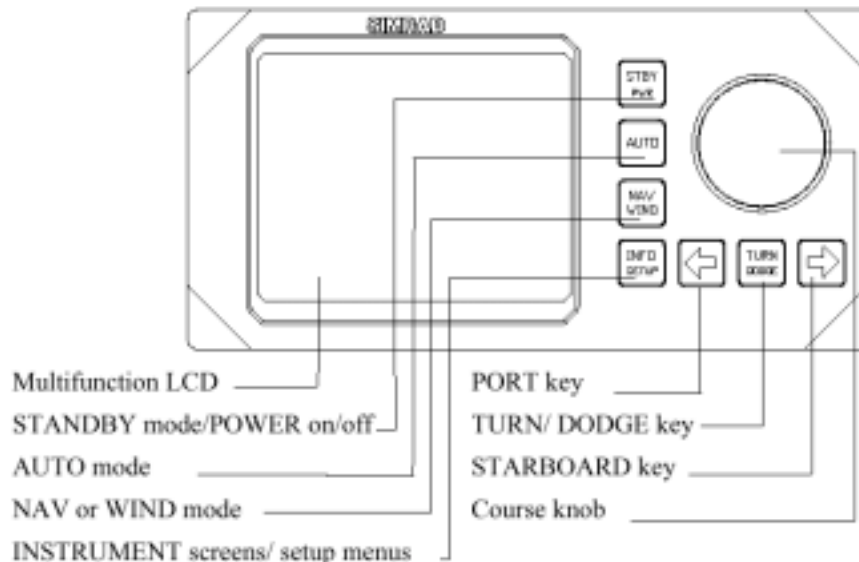 SIMRAD
STBY
PWR
AUTO
NAV/
WIND
INFO
SETUP
TURN
DODGE
Multifunction LCD
STANDBY mode/POWER on/off
AUTO mode
NAV or WIND mode
INSTRUMENT screens/ setup menus
PORT key
TURN/ DODGE key
STARBOARD key
Course knob